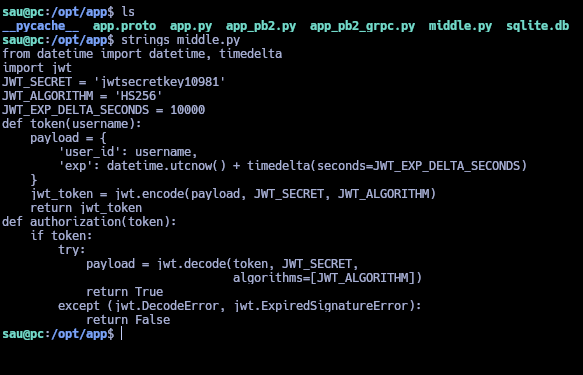 sau@pc:/opt/app$ ls
__pycache__  app.proto  app.py  app_pb2.py  app_pb2_grpc.py  middle.py  sqlite.db
sau@pc:/opt/app$ strings middle.py
from datetime import datetime, timedelta
import jwt
JWT_SECRET = 'jwtsecretkey10981'
JWT_ALGORITHM = 'HS256'
JWT_EXP_DELTA_SECONDS = 10000
def token(username):
    payload = {
        'user_id': username,
        'exp': datetime.utcnow() + timedelta(seconds=JWT_EXP_DELTA_SECONDS)
    }
    jwt_token = jwt.encode(payload, JWT_SECRET, JWT_ALGORITHM)
    return jwt_token
def authorization(token):
    if token:
        try:
            payload = jwt.decode(token, JWT_SECRET,
                                 algorithms=[JWT_ALGORITHM])
            return True
        except (jwt.DecodeError, jwt.ExpiredSignatureError):
            return False
sau@pc:/opt/app$